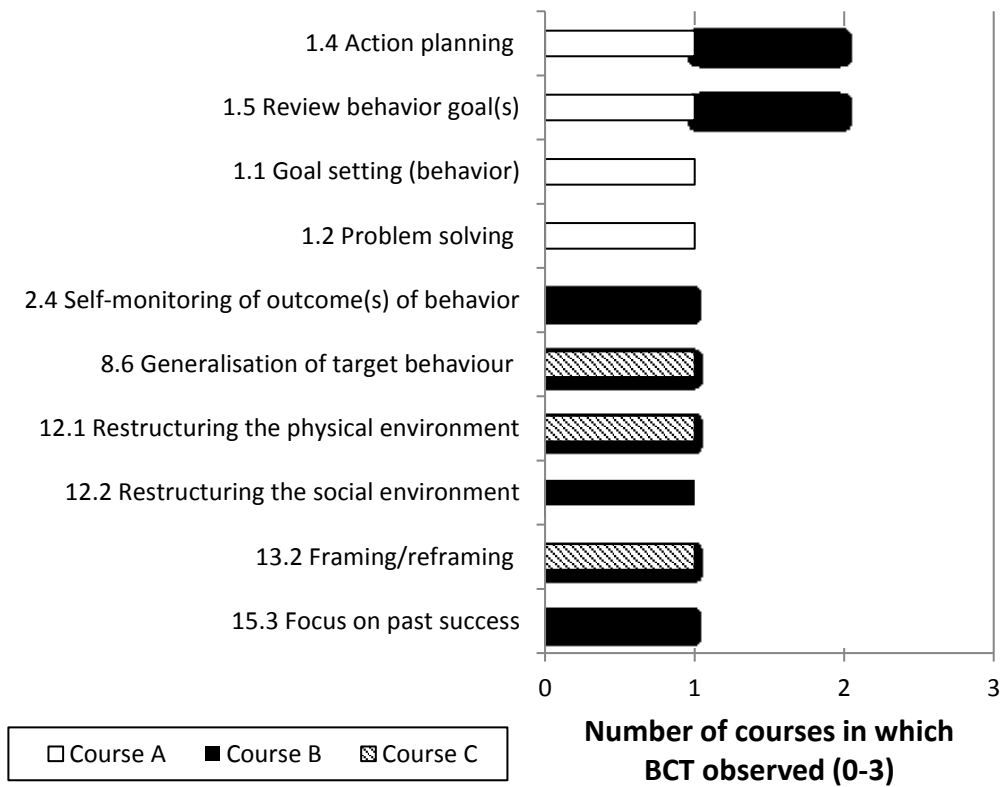 1.4 Action planning
1.5 Review behavior goal(s)
1.1 Goal setting (behavior)
1.2 Problem solving
2.4 Self-monitoring of outcome(s) of behavior
8.6 Generalisation of target behaviour
12.1 Restructuring the physical environment
12.2 Restructuring the social environment
13.2 Framing/reframing
15.3 Focus on past success
0 1 2 3
Number of courses in which
BCT observed (0-3)
Course A Course B Course C